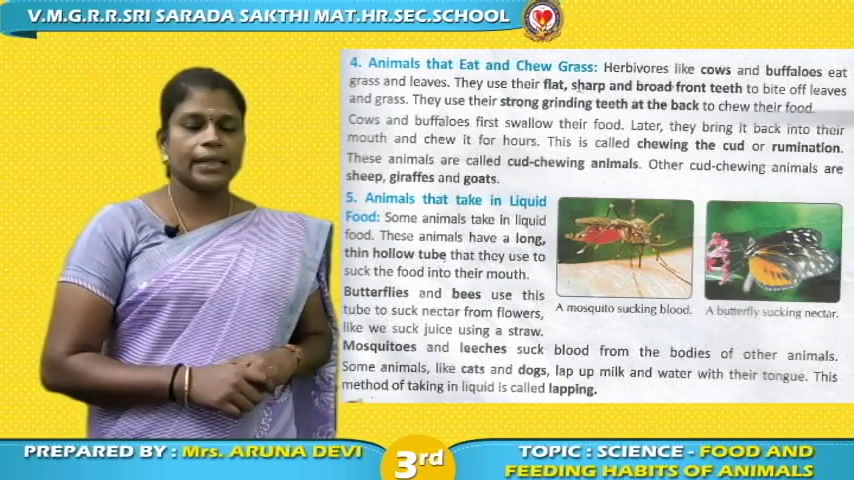 V.M.G.R.R.SRI SARADA SAKTHI MAT.HR.SEC.SCHOOL
4. Animals that Eat and Chew Grass: Herbivores like cows and buffaloes eat
grass and leaves. They use their flat, sharp and broad front teeth to bite off leaves
and grass. They use their strong grinding teeth at the back to chew their food.
Cows and buffaloes first swallow their food. Later, they bring it back into their
mouth and chew it for hours. This is called chewing the cud or rumination.
These animals are called cud-chewing animals. Other cud-chewing animals are
sheep, giraffes and goats.
5. Animals that take in Liquid
Food: Some animals take in liquid
food. These animals have a long,
thin hollow tube that they use to
suck the food into their mouth.
Butterflies and bees use this
tube to suck nectar from flowers,
like we suck juice using a straw.
A mosquito sucking blood. A butterfly sucking nectar.
Mosquitoes and leeches suck blood from the bodies of other animals.
Some animals, like cats and dogs, lap up milk and water with their tongue. This
method of taking in liquid is called lapping.
PREPARED BY : Mrs. ARUNA DEVI
3rd
TOPIC : SCIENCE - FOOD AND
FEEDING HABITS OF ANIMALS